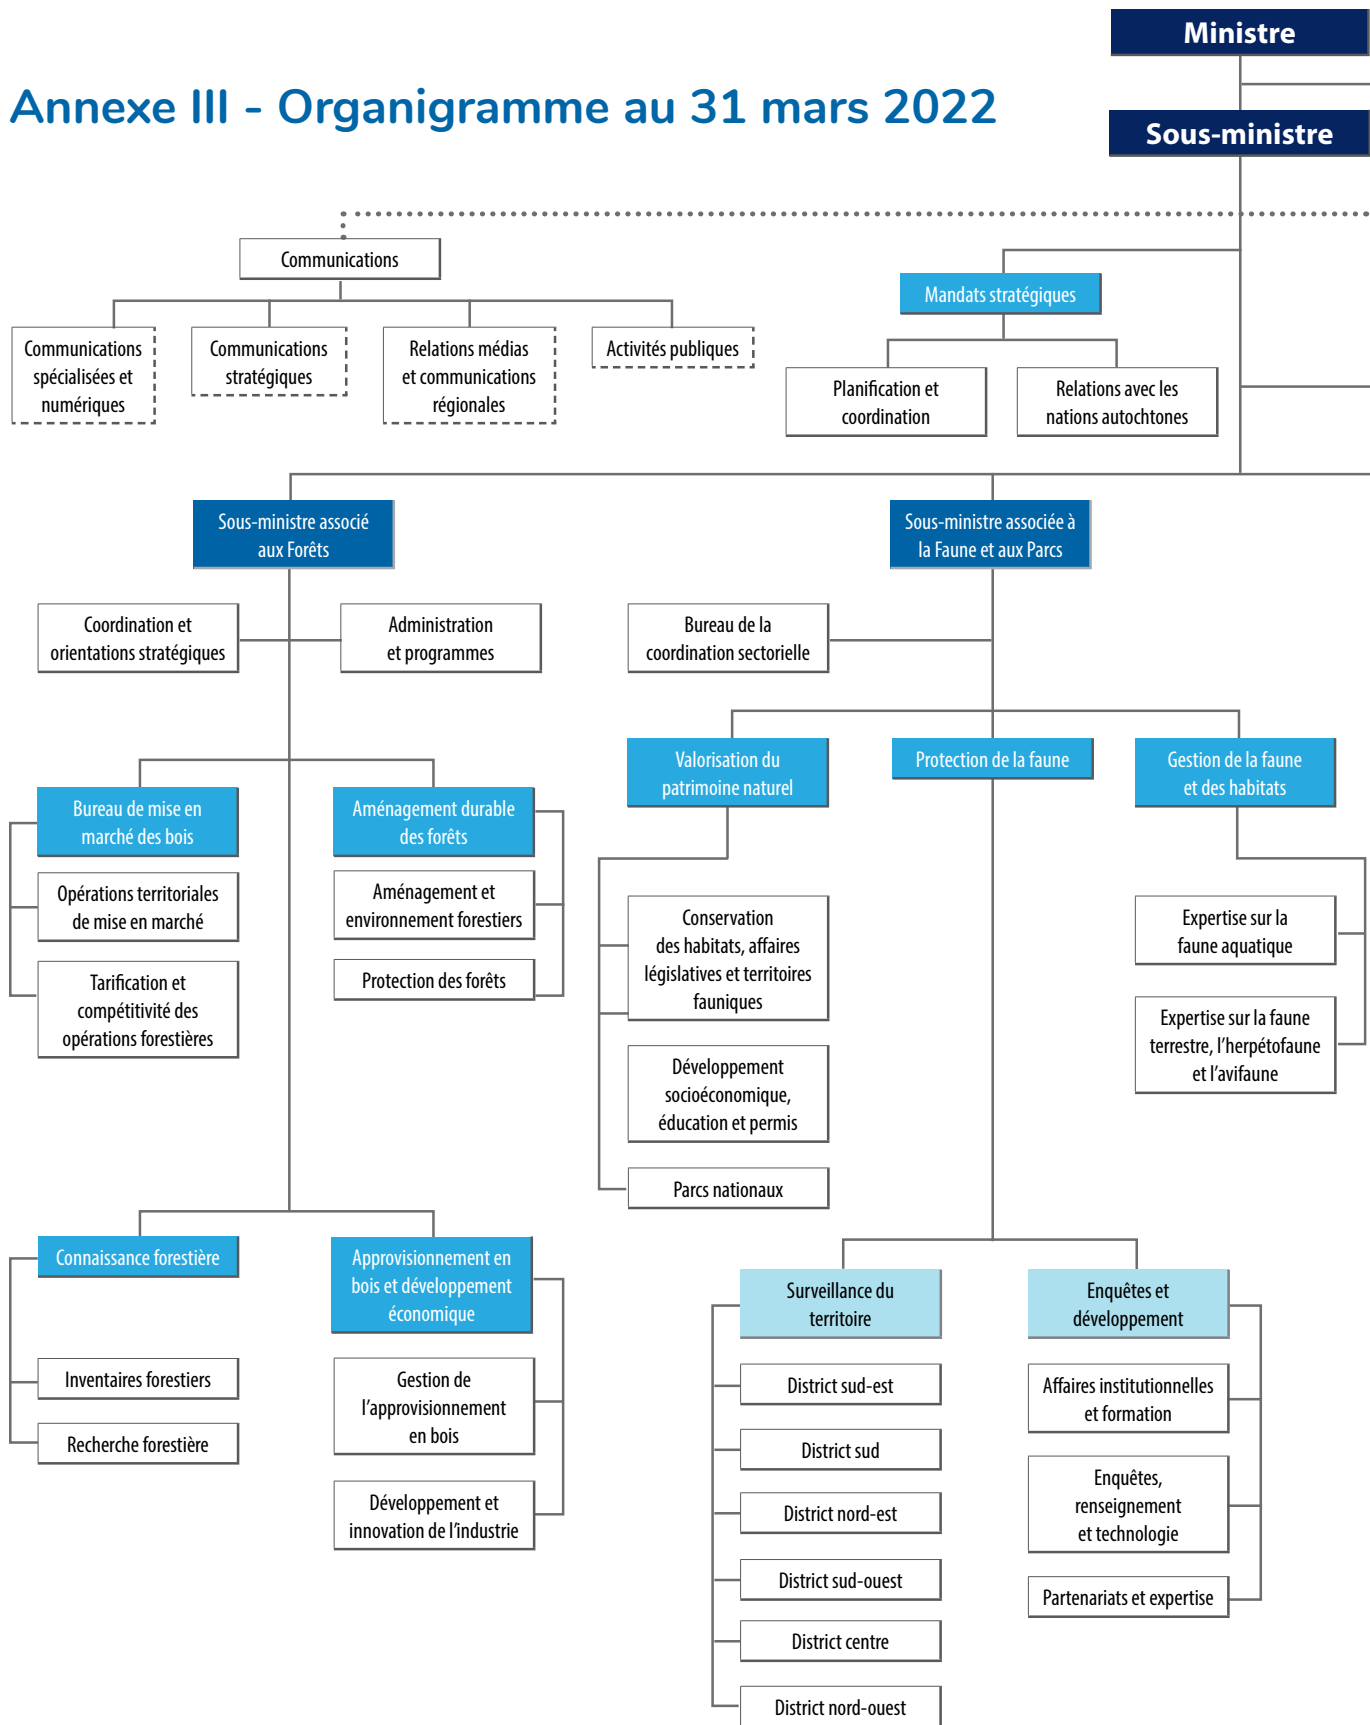 Ministre
Annexe III - Organigramme au 31 mars 2022
Sous-ministre
Communications
Communications
spécialisées et
numériques
Communications
stratégiques
Relations médias
et communications
régionales
Activités publiques
Mandats stratégiques
Planification et
coordination
Relations avec les
nations autochtones
Sous-ministre associé
aux Forêts
Coordination et
orientations stratégiques
Administration
et programmes
Bureau de mise en
marché des bois
Opérations territoriales
de mise en marché
Tarification et
compétitivité des
opérations forestières
Aménagement durable
des forêts
Aménagement et
environnement forestiers
Protection des forêts
Connaissance forestière
Inventaires forestiers
Recherche forestière
Approvisionnement en
bois et développement
économique
Gestion de
l'approvisionnement
en bois
Développement et
innovation de l'industrie
Sous-ministre associée à
la Faune et aux Parcs
Bureau de la
coordination sectorielle
Valorisation du
patrimoine naturel
Conservation
des habitats, affaires
législatives et territoires
fauniques
Développement
socioéconomique,
éducation et permis
Parcs nationaux
Protection de la faune
Surveillance du
territoire
District sud-est
District sud
District nord-est
District sud-ouest
District centre
District nord-ouest
Enquêtes et
développement
Affaires institutionnelles
et formation
Enquêtes,
renseignement
et technologie
Partenariats et expertise
Gestion de la faune
et des habitats
Expertise sur la
faune aquatique
Expertise sur la faune
terrestre, l'herpétofaune
et l'avifaune